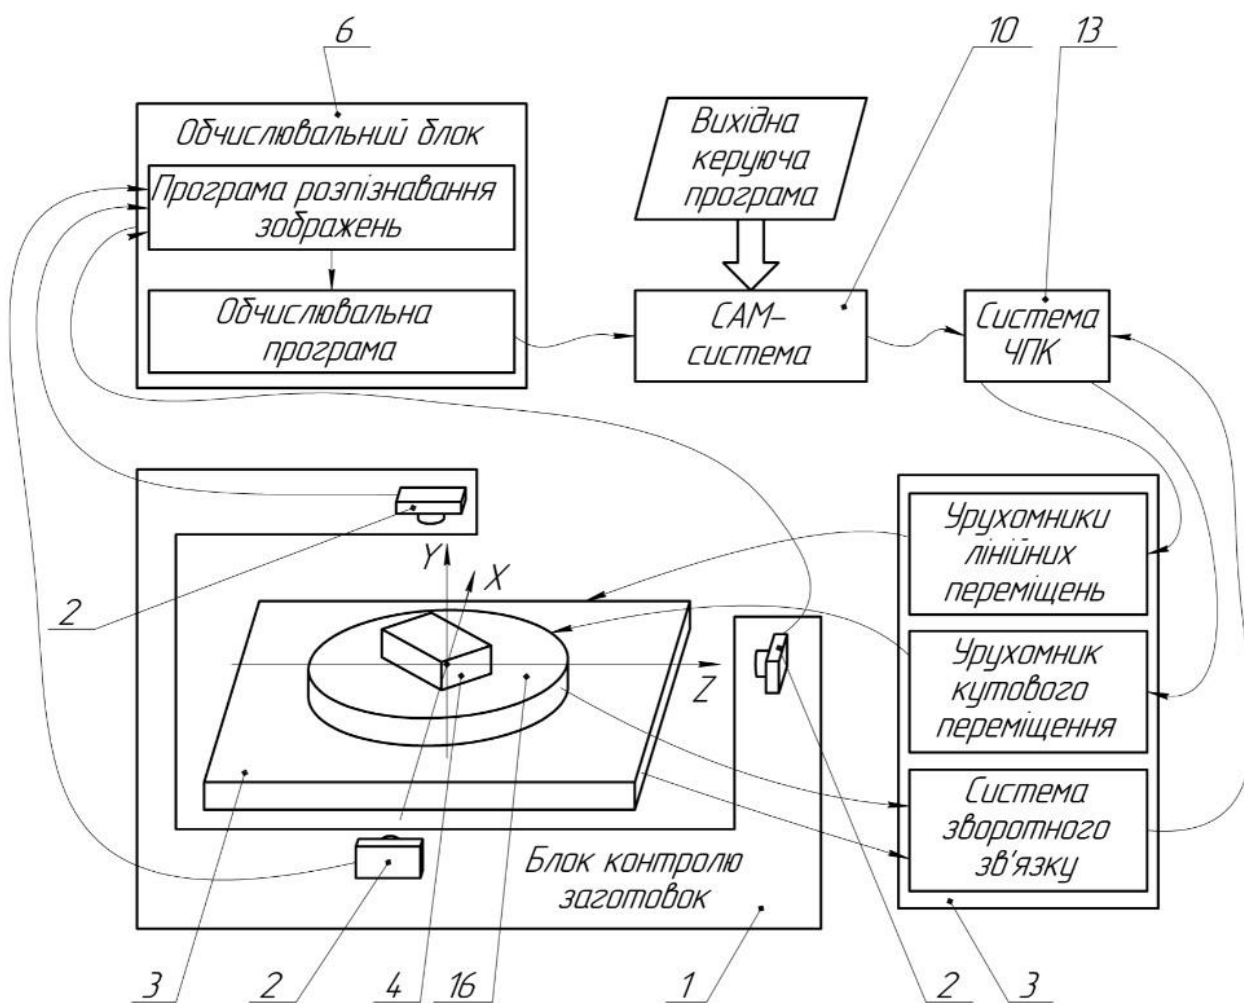 6
10
13
Обчислювальний блок
Програма розпізнавання
зображень
Обчислювальна
програма
Вихідна
керуюча
програма
САМ-
система
Система
ЧПК
2
Y
X
Z
Урухомники
лінійних
переміщень
Урухомник
кутового
переміщення
Система
зворотного
зв'язку
Блок контролю
заготовок
3
2
4
16
1
2
3